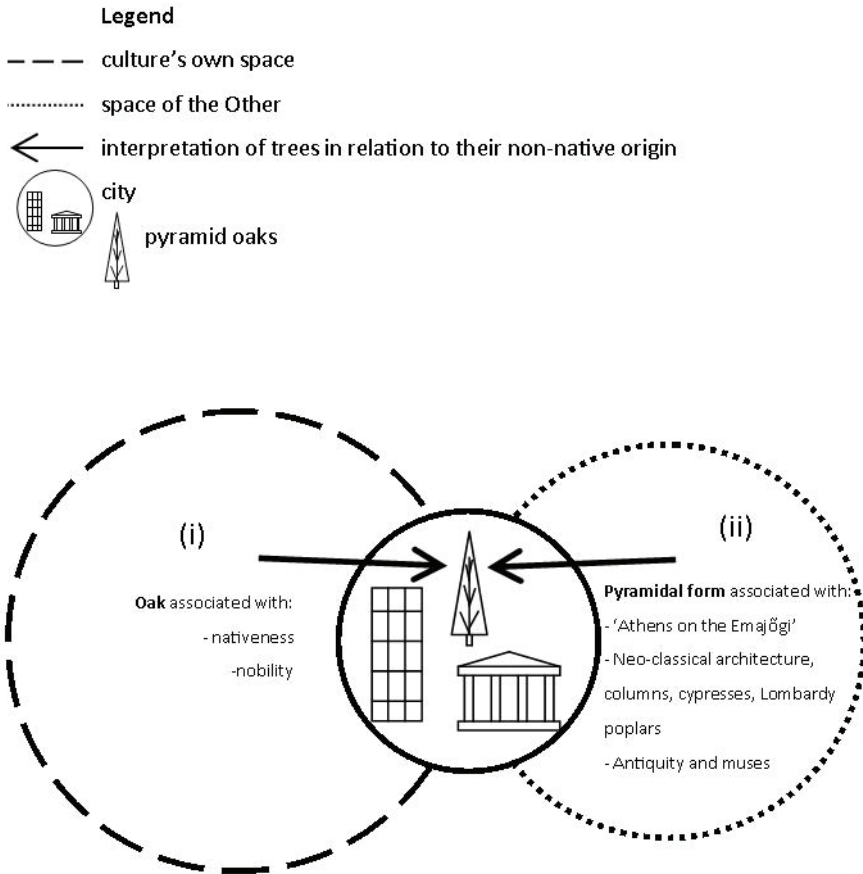 Legend
culture's own space
space of the Other
interpretation of trees in relation to their non-native origin
city
pyramid oaks
(i)
Oak associated with:
- nativeness
-nobility
(ii)
Pyramidal form associated with:
- 'Athens on the Emajõgi'
- Neo-classical architecture,
columns, cypresses, Lombardy
poplars
- Antiquity and muses